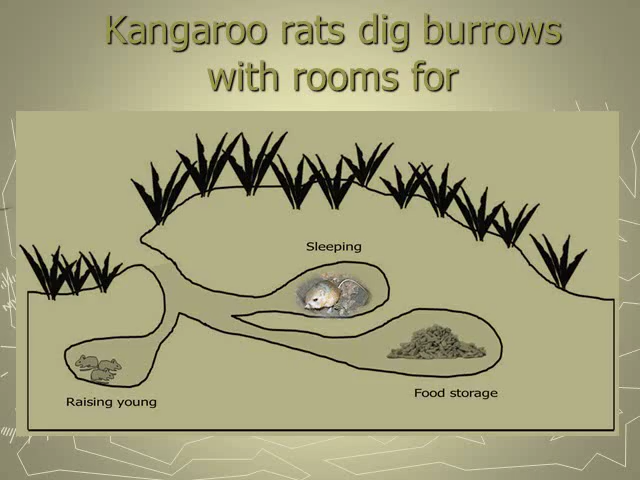 Kangaroo rats dig burrows
with rooms for
Sleeping
Food storage
Raising young